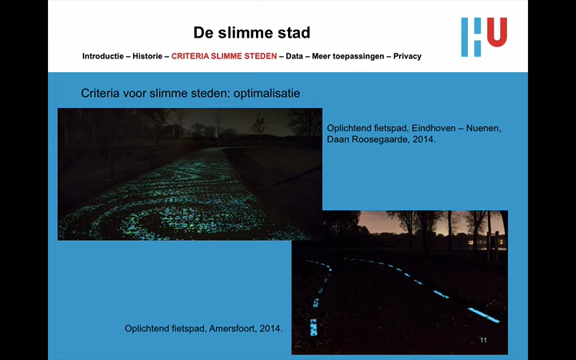 De slimme stad
HU
Introductie – Historie – CRITERIA SLIMME STEDEN – Data – Meer toepassingen – Privacy
Criteria voor slimme steden: optimalisatie
Oplichtend fietspad, Eindhoven – Nuenen,
Daan Roosegaarde, 2014.
Oplichtend fietspad, Amersfoort, 2014.
11